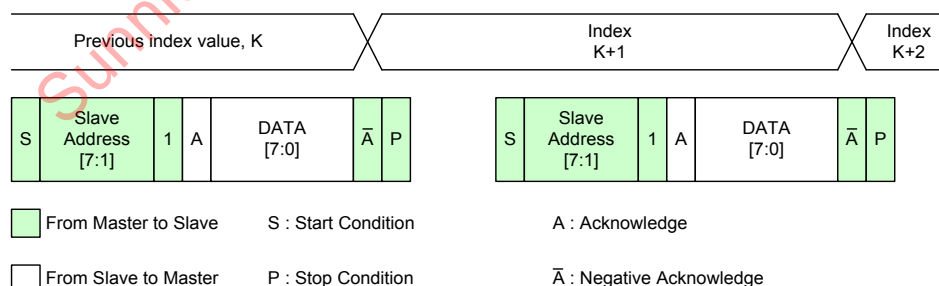 Previous index value, K
Index
K+1
Index
K+2
S
Slave
Address
[7:1]
1
A
DATA
[7:0]
A̅
P
S
Slave
Address
[7:1]
1
A
DATA
[7:0]
A̅
P
From Master to Slave
S : Start Condition
A : Acknowledge
From Slave to Master
P : Stop Condition
A̅ : Negative Acknowledge